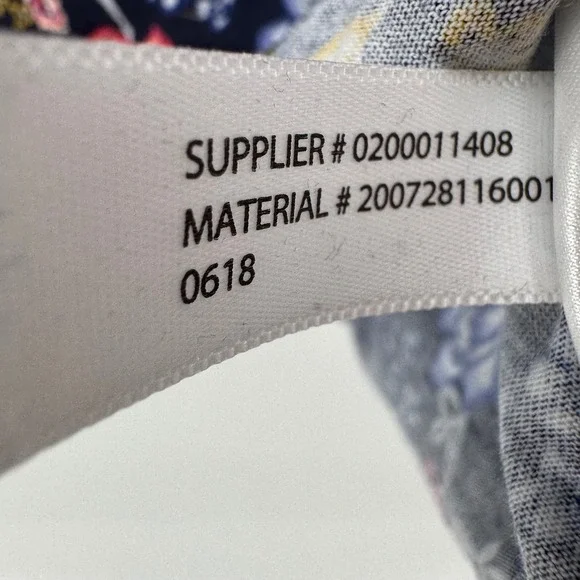 SUPPLIER # 0200011408
MATERIAL # 200728116001
0618